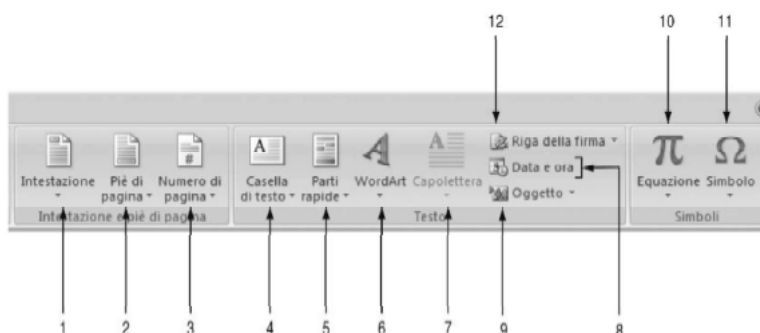 12 10 11
Intestazione Piè di pagina Numero di pagina
Casella di testo Parti rapide WordArt Capolettera
Riga della firma
Data e ora
Oggetto
Equazione Simbolo
Intestazione e piè di pagina Testo Simboli
1 2 3 4 5 6 7 9 8